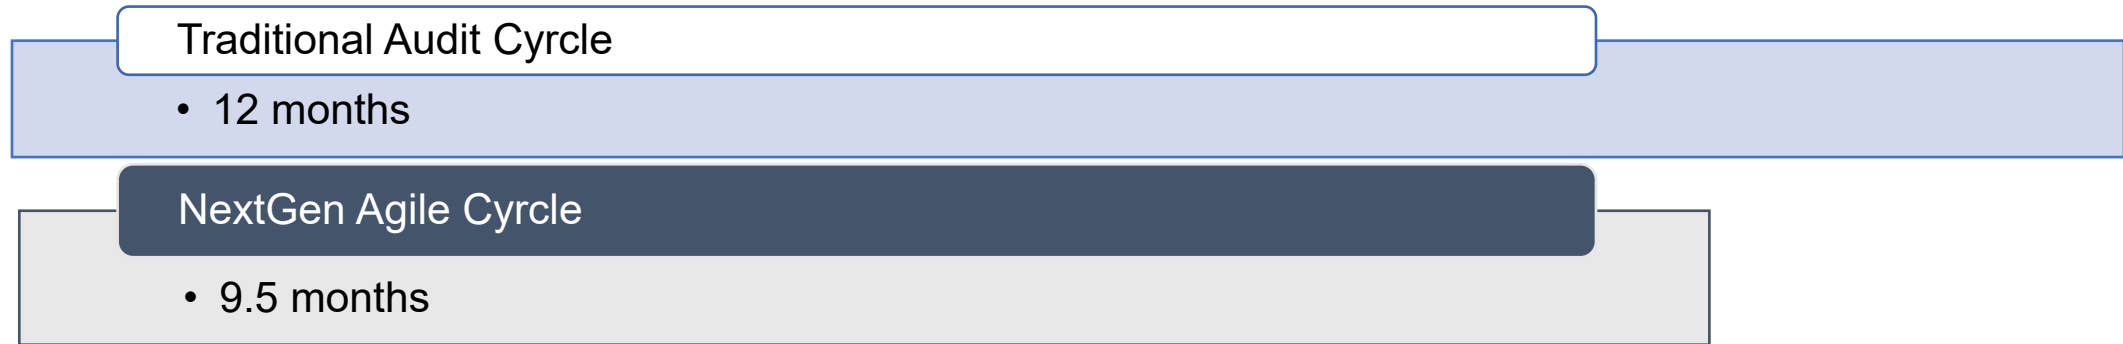 Traditional Audit Cyrcle
• 12 months
NextGen Agile Cyrcle
• 9.5 months